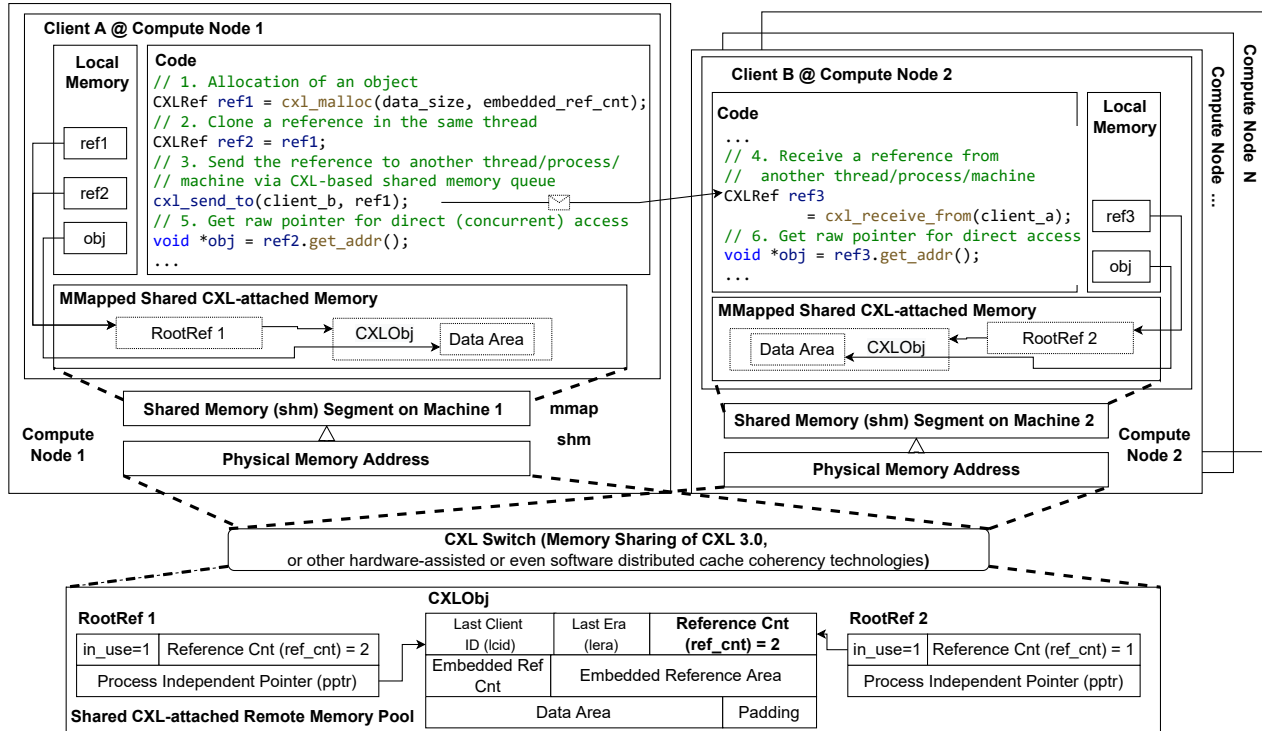 Client A @ Compute Node 1
Local
Memory
ref1
ref2
obj
Code
// 1. Allocation of an object
CXLRef ref1 = cxl_malloc(data_size, embedded_ref_cnt);
// 2. Clone a reference in the same thread
CXLRef ref2 = ref1;
// 3. Send the reference to another thread/process/
// machine via CXL-based shared memory queue
cxl_send_to(client_b, ref1);
// 5. Get raw pointer for direct (concurrent) access
void *obj = ref2.get_addr();
...
MMapped Shared CXL-attached Memory
RootRef 1
CXLObj
Data Area
Shared Memory (shm) Segment on Machine 1
mmap
shm
Compute
Node 1
Physical Memory Address
Client B @ Compute Node 2
Code
...
// 4. Receive a reference from
// another thread/process/machine
CXLRef ref3
= cxl_receive_from(client_a);
// 6. Get raw pointer for direct access
void *obj = ref3.get_addr();
...
Local
Memory
ref3
obj
MMapped Shared CXL-attached Memory
Data Area
CXLObj
RootRef 2
Shared Memory (shm) Segment on Machine 2
Compute
Node 2
Physical Memory Address
Compute Node ...
Compute Node N
CXL Switch (Memory Sharing of CXL 3.0,
or other hardware-assisted or even software distributed cache coherency technologies)
RootRef 1
in_use=1
Reference Cnt (ref_cnt) = 2
Process Independent Pointer (pptr)
CXLObj
Last Client
ID (lcid)
Last Era
(lera)
Reference Cnt
(ref_cnt) = 2
Embedded Ref
Cnt
Embedded Reference Area
Data Area
Padding
RootRef 2
in_use=1
Reference Cnt (ref_cnt) = 1
Process Independent Pointer (pptr)
Shared CXL-attached Remote Memory Pool